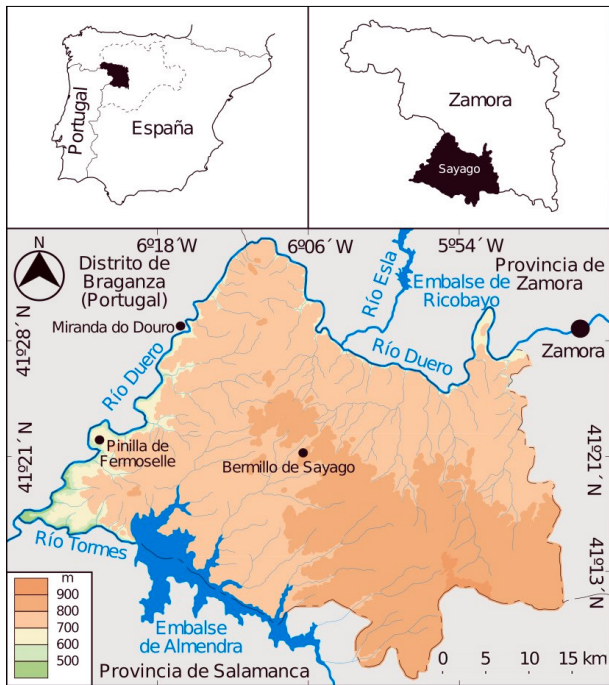 Portugal
España
Zamora
Sayago
6º18´W
6º06´W
5º54´W
N
Distrito de
Braganza
(Portugal)
Río Esla
Embalse de
Ricobayo
Provincia de
Zamora
Miranda do Douro
41º28´N
41º28´N
Río Duero
Río Duero
Zamora
Pinilla de
Fermoselle
Bermillo de Sayago
41º21´N
41º21´N
Río Tormes
41º13´N
m
900
800
700
600
500
Embalse
de Almendra
Provincia de Salamanca
0 5 10 15 km